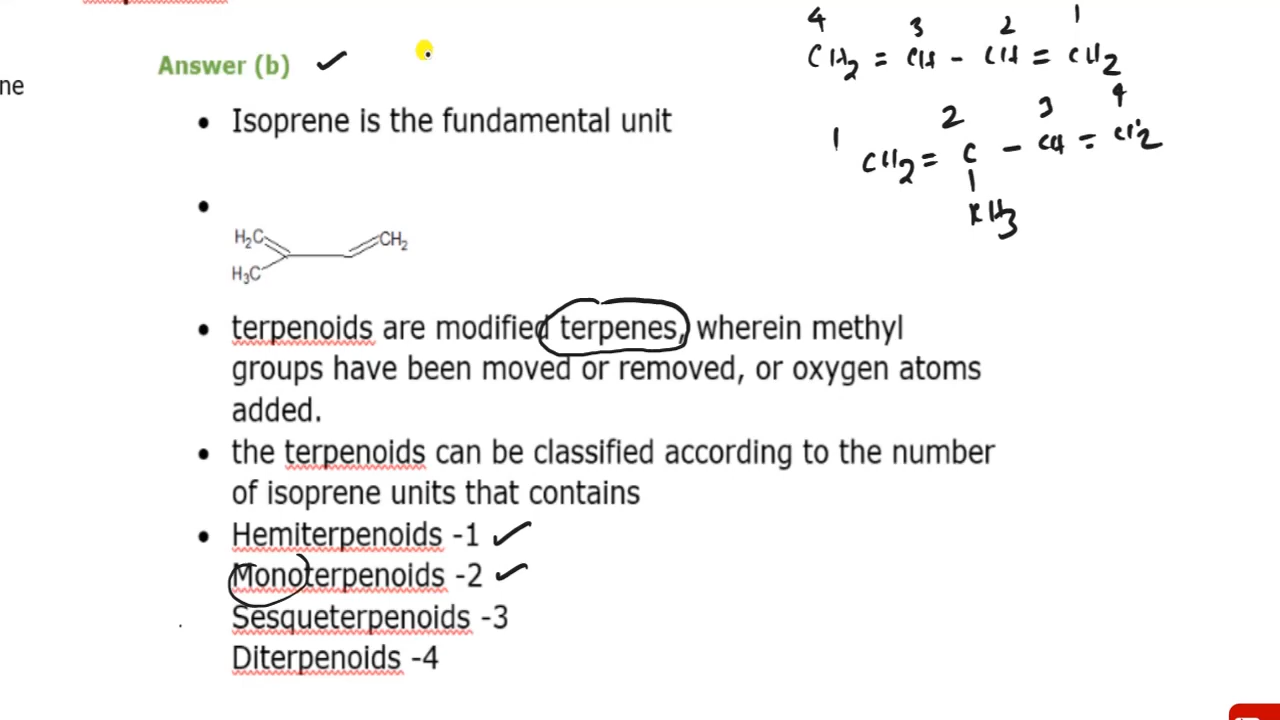 4 3 2 1
CH2 = CH - CH = CH2
Answer (b)
ne
Isoprene is the fundamental unit
1 2 3 4
CH2 = C - CH = CH2
CH3
H2C CH2
H3C
terpenoids are modified terpenes, wherein methyl
groups have been moved or removed, or oxygen atoms
added.
the terpenoids can be classified according to the number
of isoprene units that contains
Hemiterpenoids -1
Monoterpenoids -2
Sesqueterpenoids -3
Diterpenoids -4